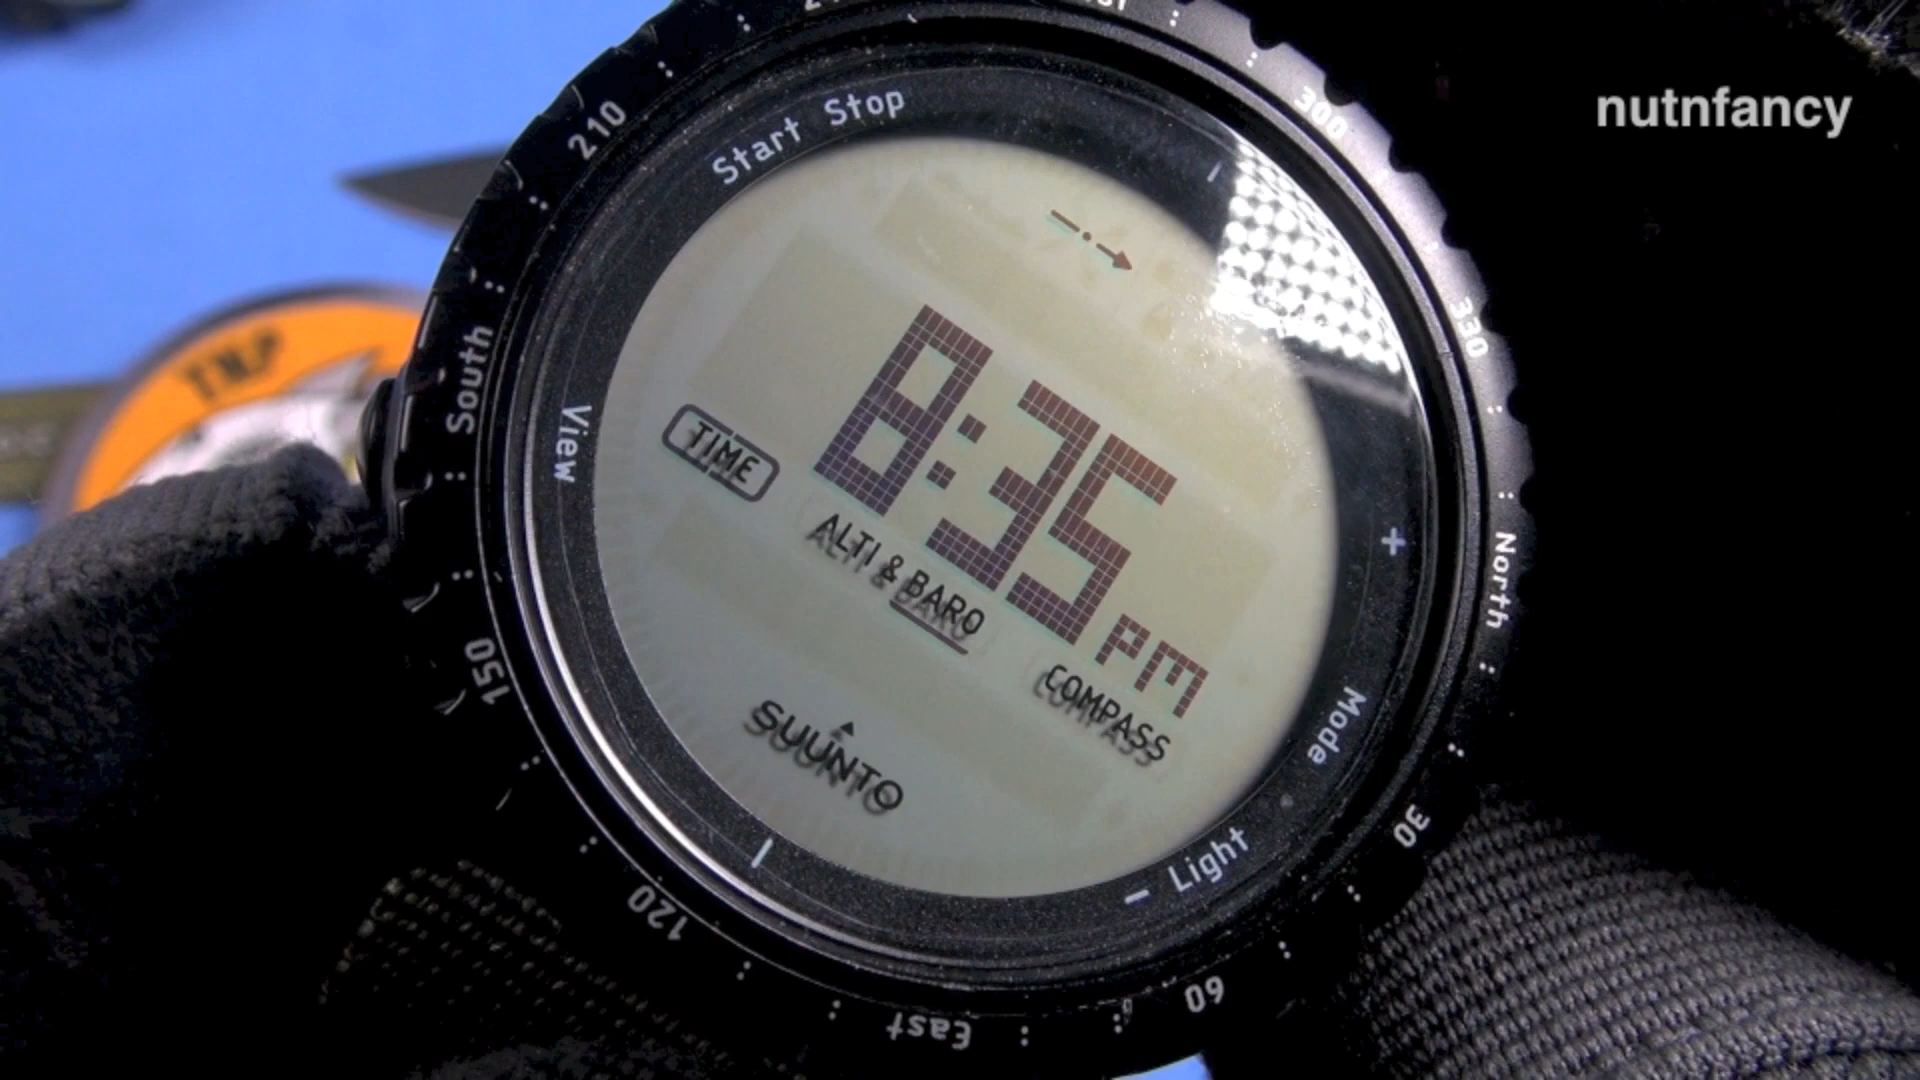 nutnfancy
Start Stop
210
300
TNP
330
South
View
8:35 PM
TIME
ALTI & BARO
COMPASS
SUUNTO
+
North
Mode
150
30
- Light
120
60
East